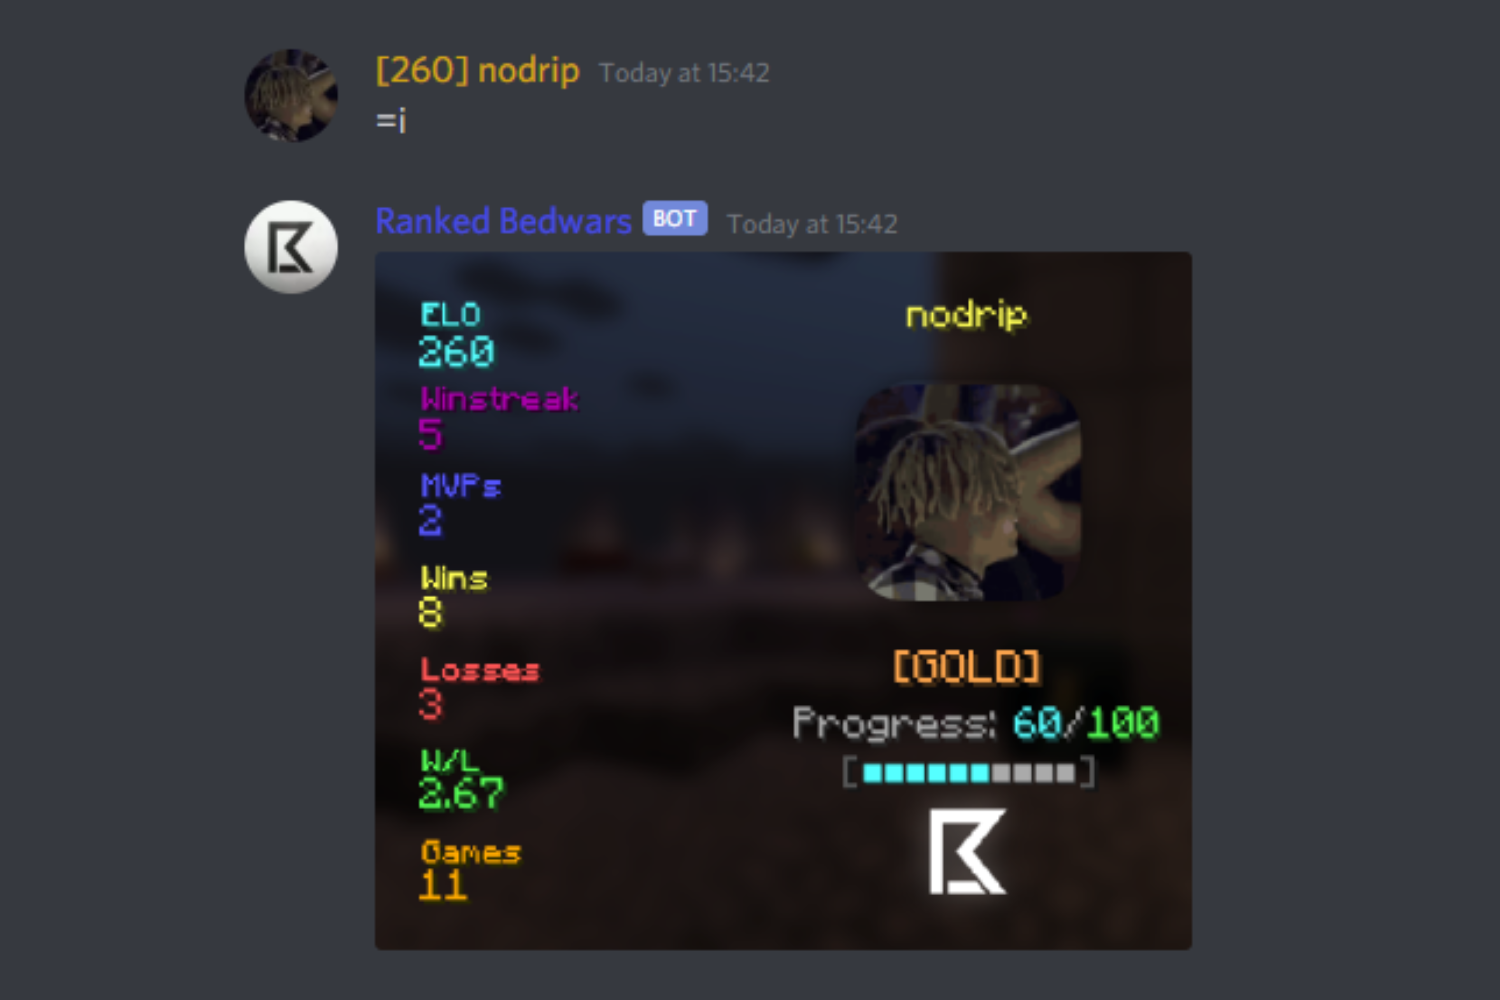 [260] nodrip Today at 15:42
=i
Ranked Bedwars BOT Today at 15:42
ELO
260
Winstreak
5
MVPs
2
Wins
8
Losses
3
W/L
2.67
Games
11
nodrip
[GOLD]
Progress: 60/100